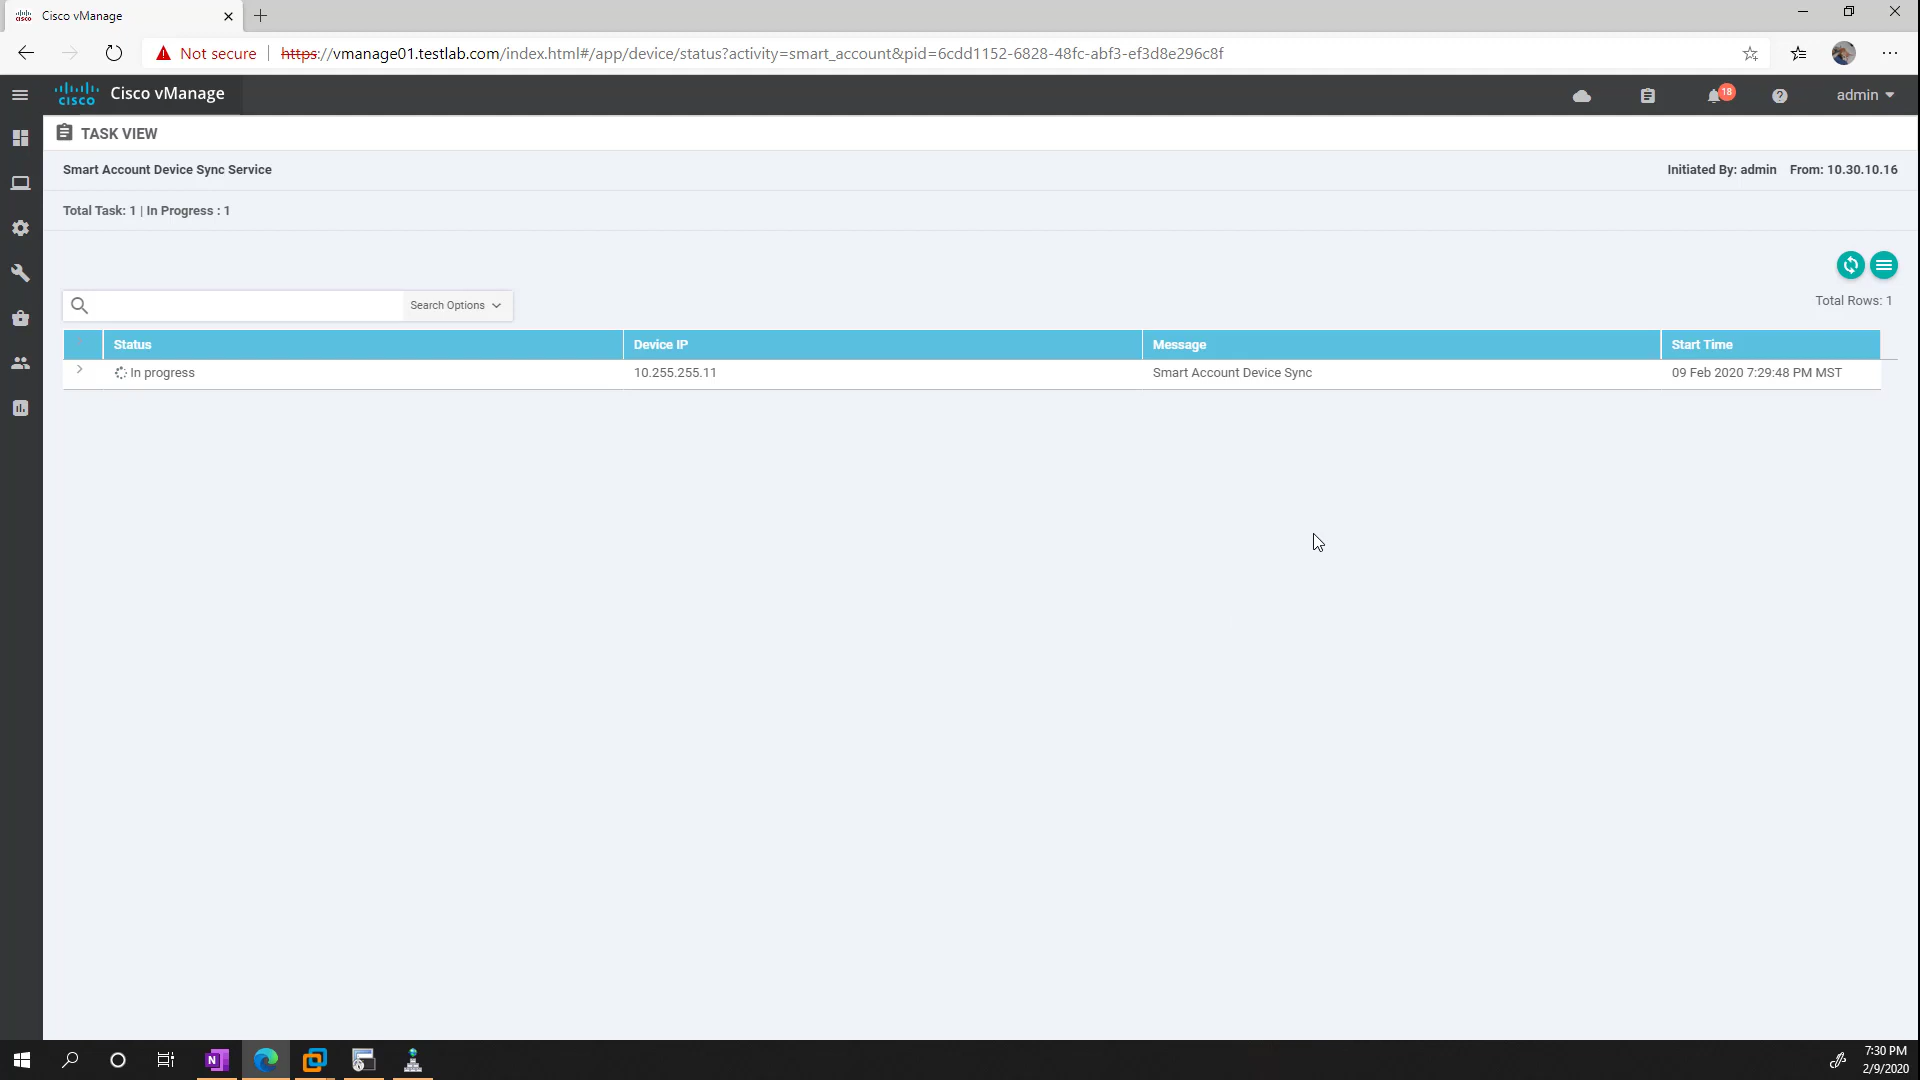 Cisco vManage
Not secure | https://vmanage01.testlab.com/index.html#/app/device/status?activity=smart_account&pid=6cdd1152-6828-48fc-abf3-ef3d8e296c8f
cisco Cisco vManage 18 admin
TASK VIEW
Smart Account Device Sync Service Initiated By: admin From: 10.30.10.16
Total Task: 1 | In Progress : 1
Search Options Total Rows: 1
Status Device IP Message Start Time
In progress 10.255.255.11 Smart Account Device Sync 09 Feb 2020 7:29:48 PM MST
7:30 PM
2/9/2020